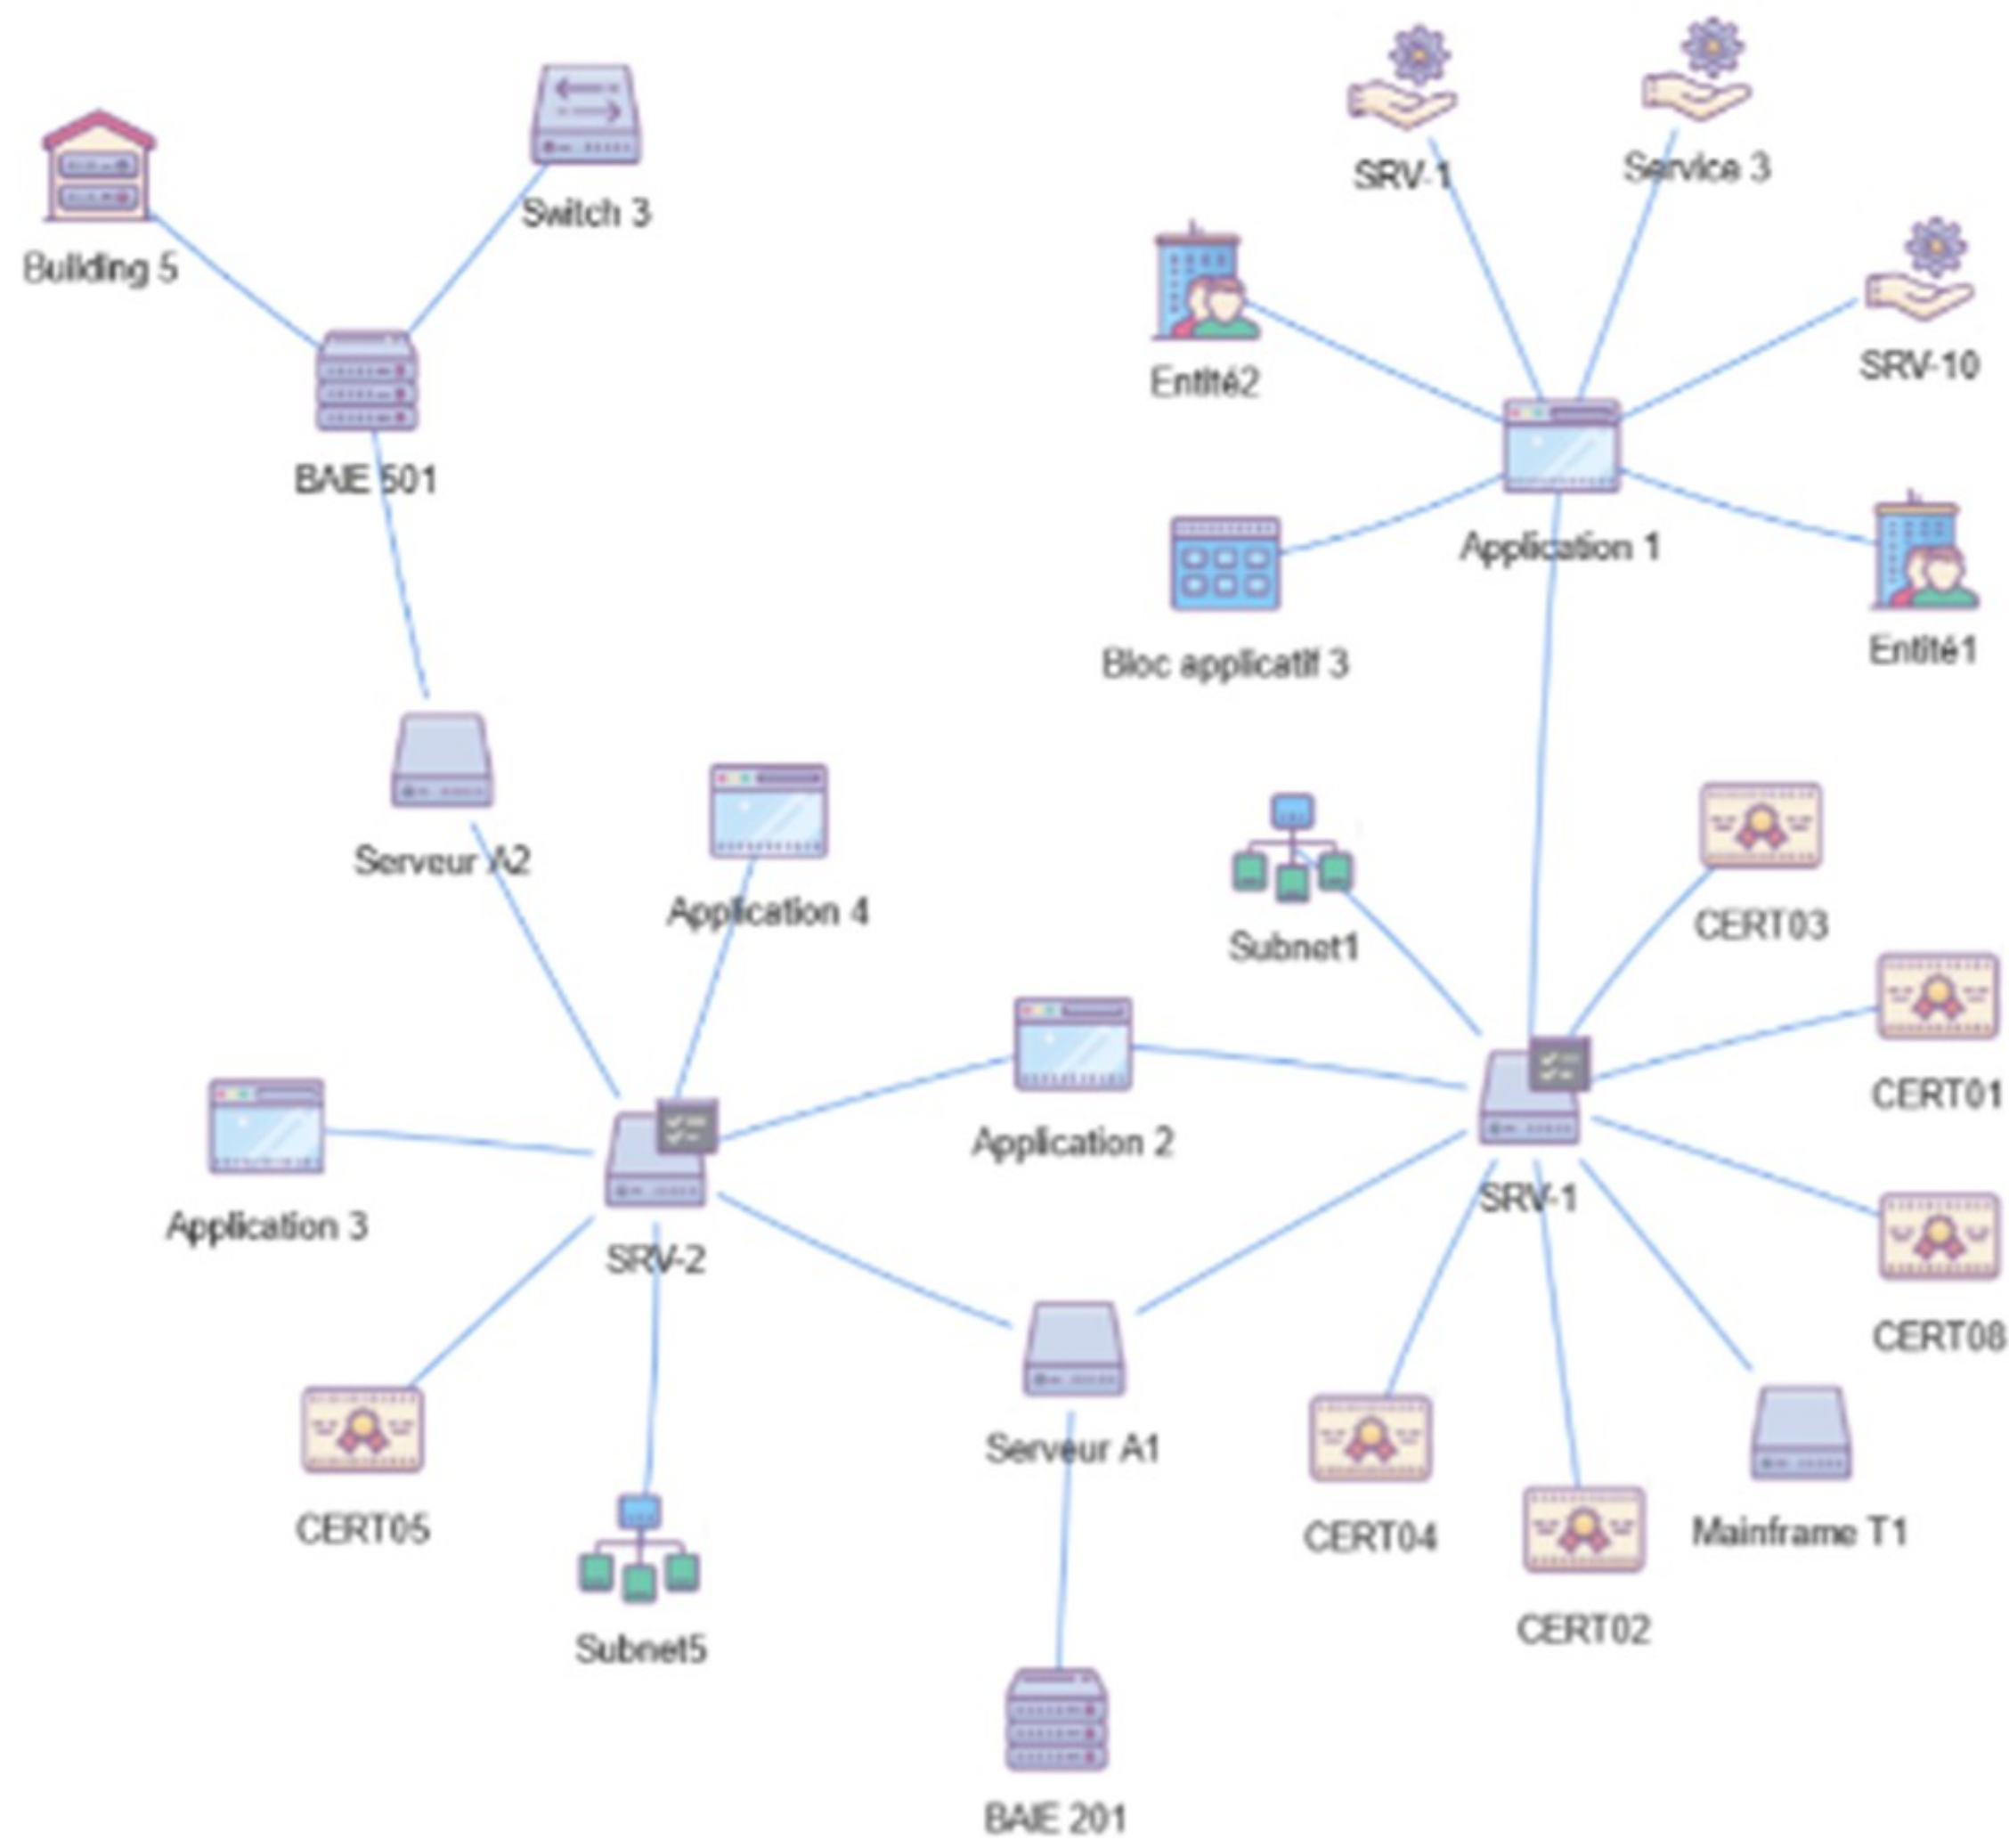 SRV-1
Service 3
Switch 3
Building 5
SRV-10
Entité2
BAIE 501
Application 1
Entité1
Bloc applicatif 3
Serveur A2
Application 4
CERT03
Subnet1
CERT01
Application 2
SRV-1
Application 3
SRV-2
CERT08
Serveur A1
CERT05
CERT04
Mainframe T1
CERT02
Subnet5
BAIE 201